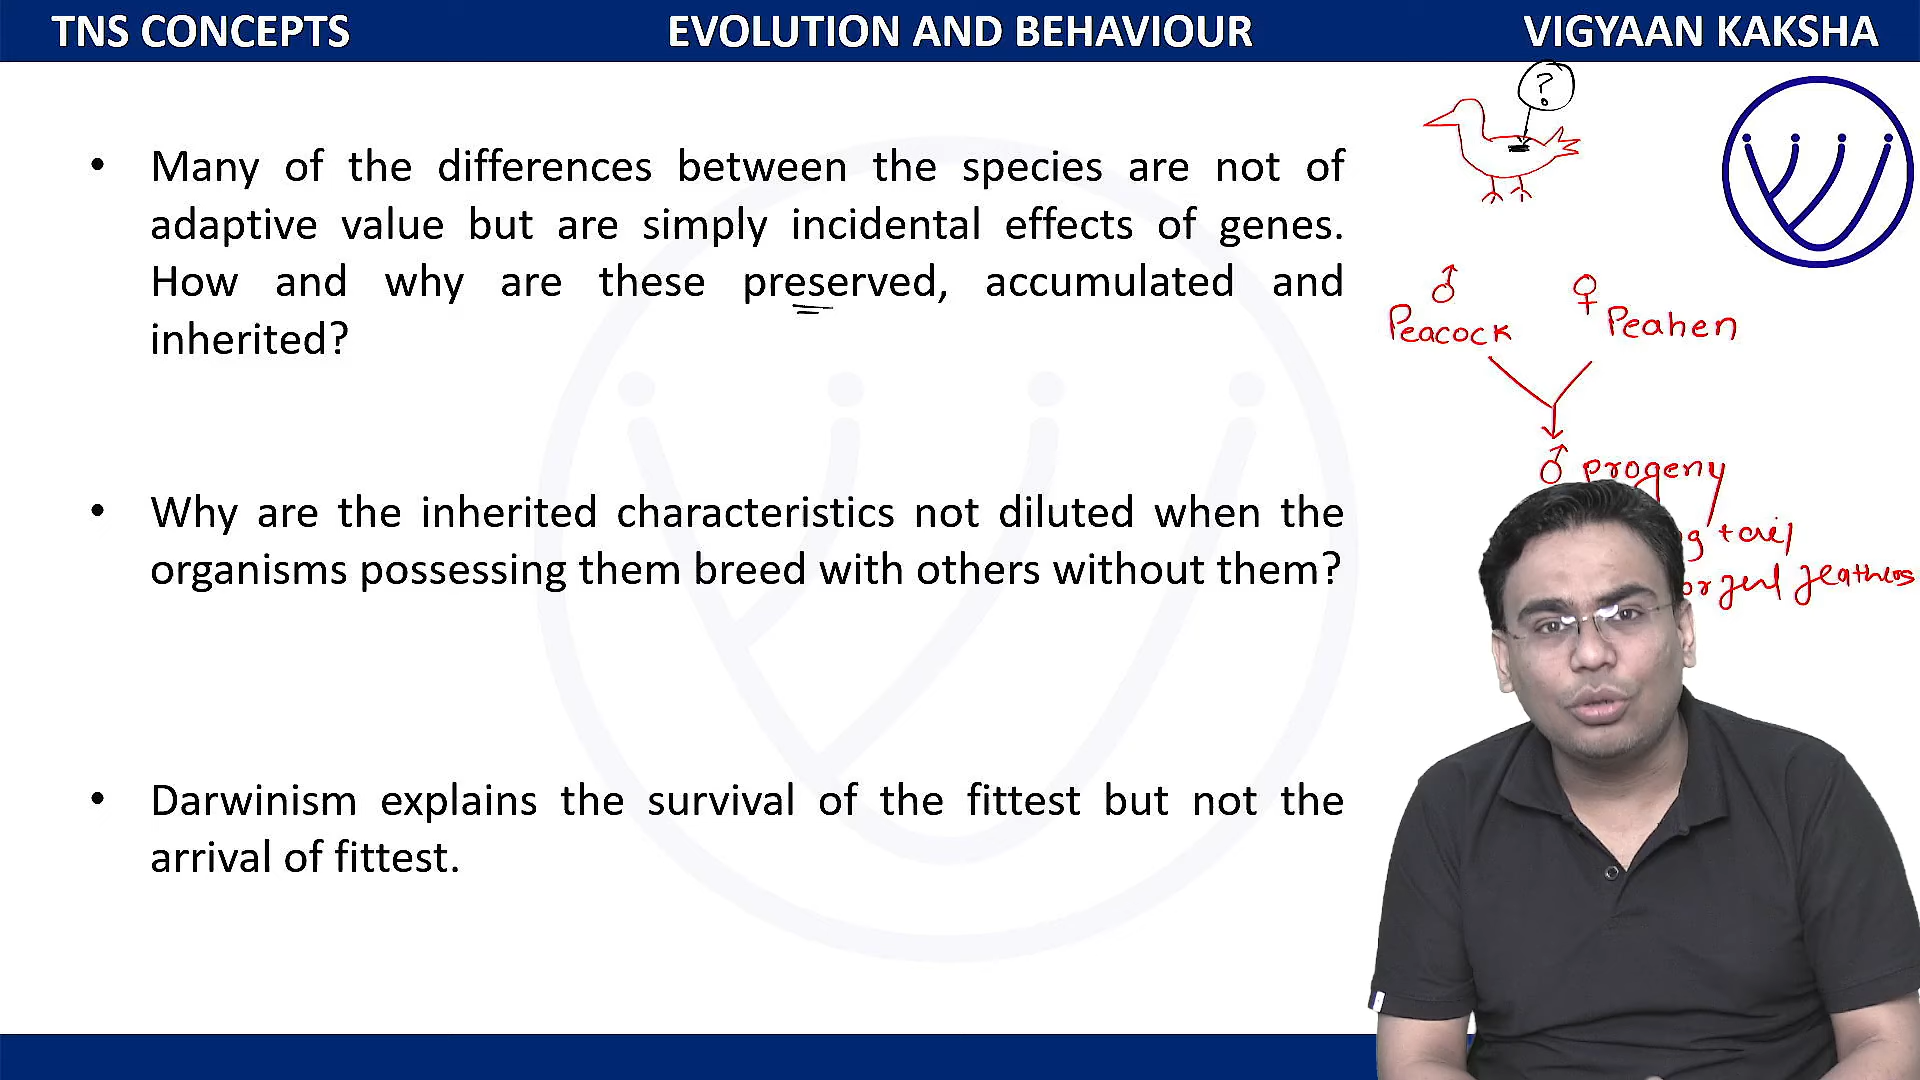 TNS CONCEPTS
EVOLUTION AND BEHAVIOUR
VIGYAAN KAKSHA
• Many of the differences between the species are not of
adaptive value but are simply incidental effects of genes.
How and why are these preserved, accumulated and
inherited?
• Why are the inherited characteristics not diluted when the
organisms possessing them breed with others without them?
• Darwinism explains the survival of the fittest but not the
arrival of fittest.
?
♂ ♀
Peacock Peahen
♂ progeny
tail
feathers